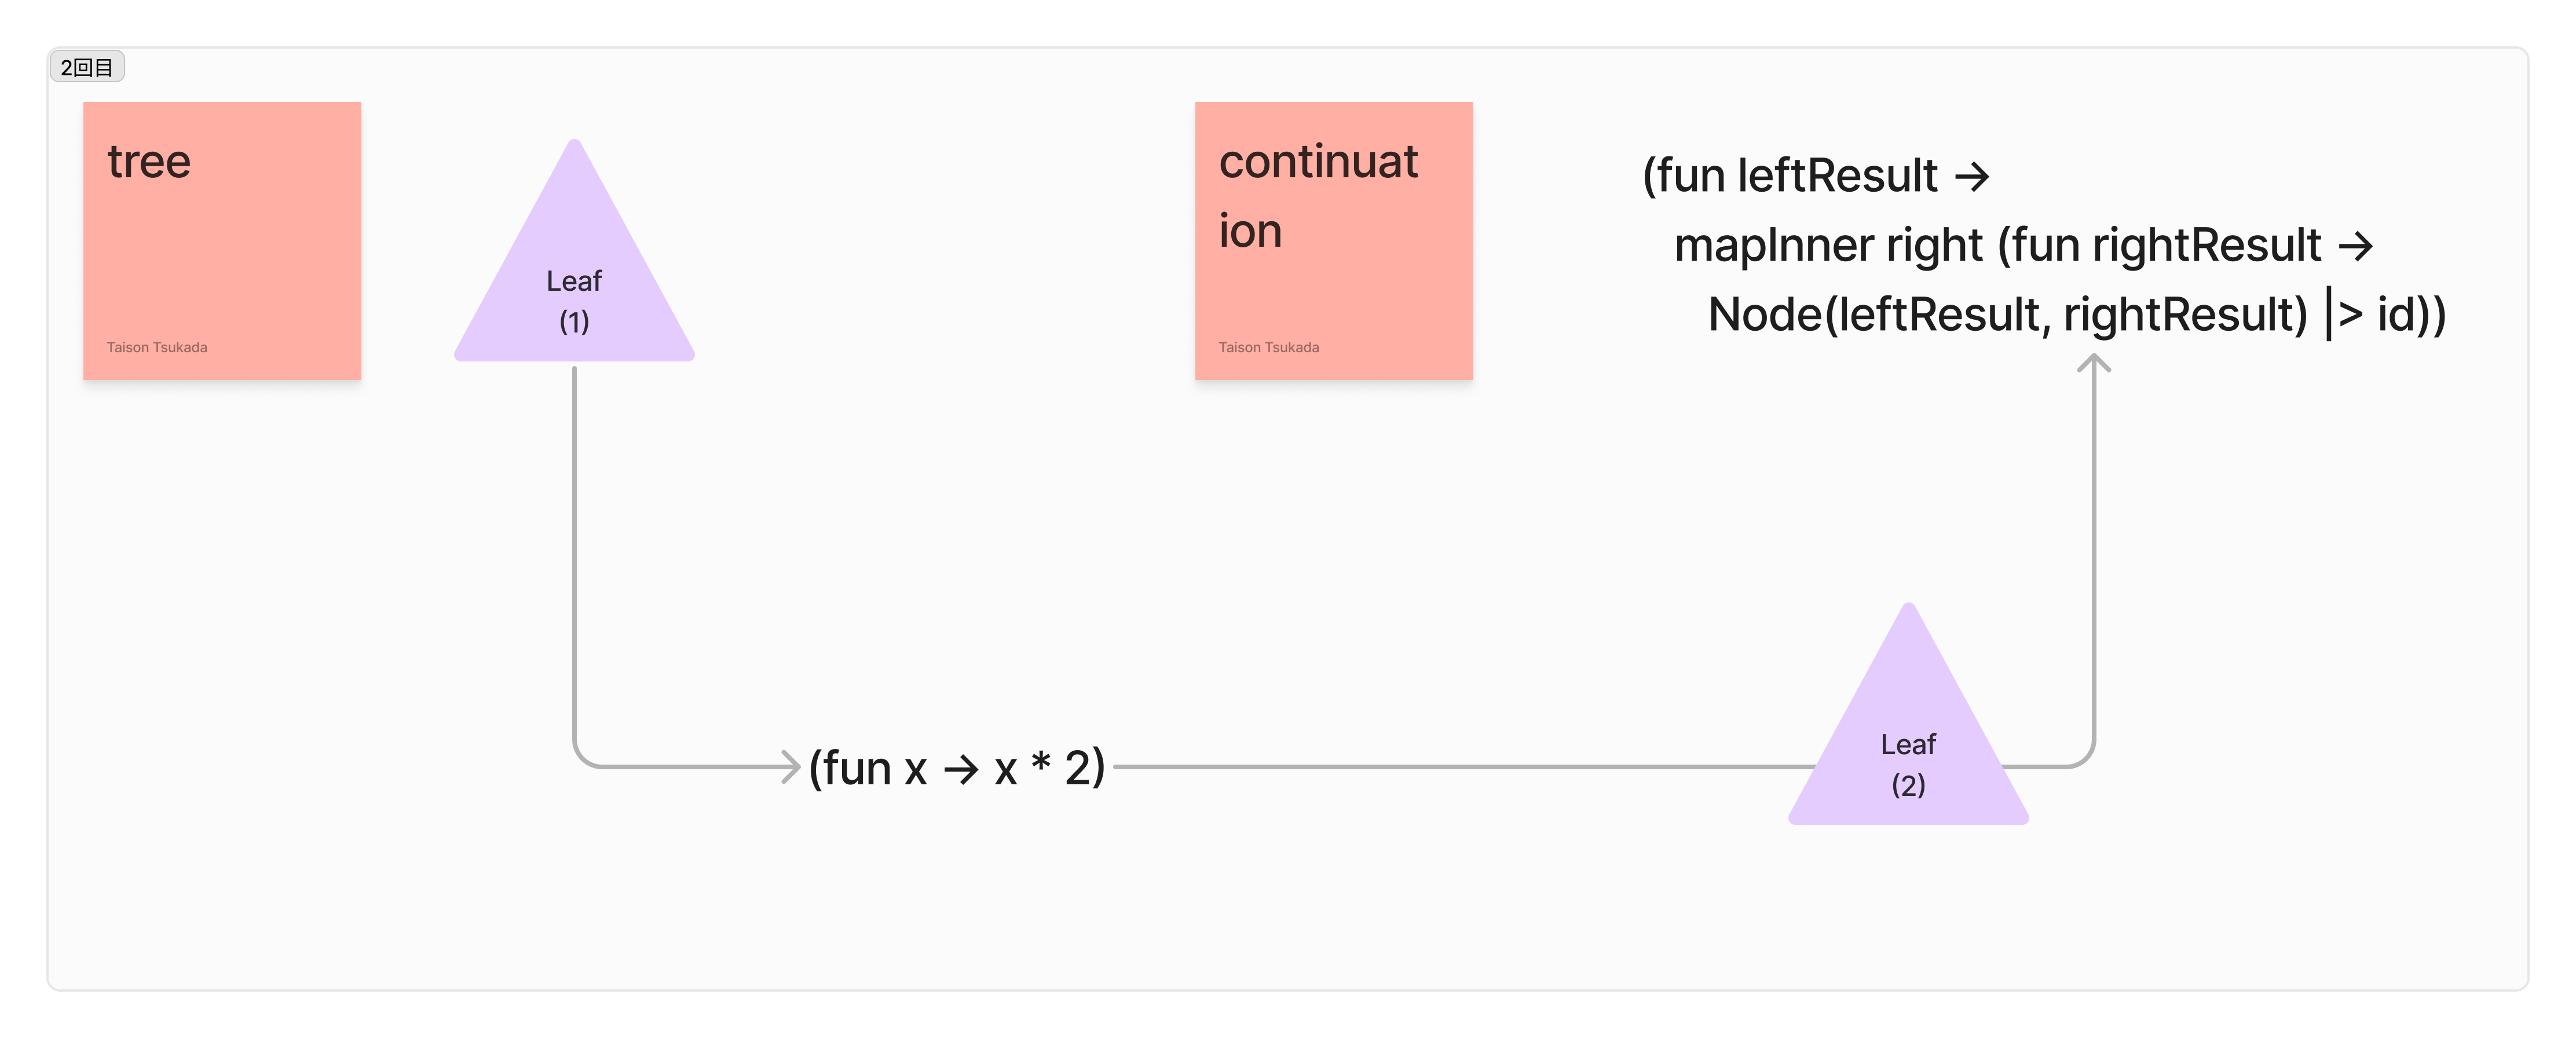 2回目
tree
Taison Tsukada
Leaf
(1)
continuat
ion
Taison Tsukada
(fun leftResult →
mapInner right (fun rightResult →
Node(leftResult, rightResult) |> id))
(fun x → x * 2)
Leaf
(2)